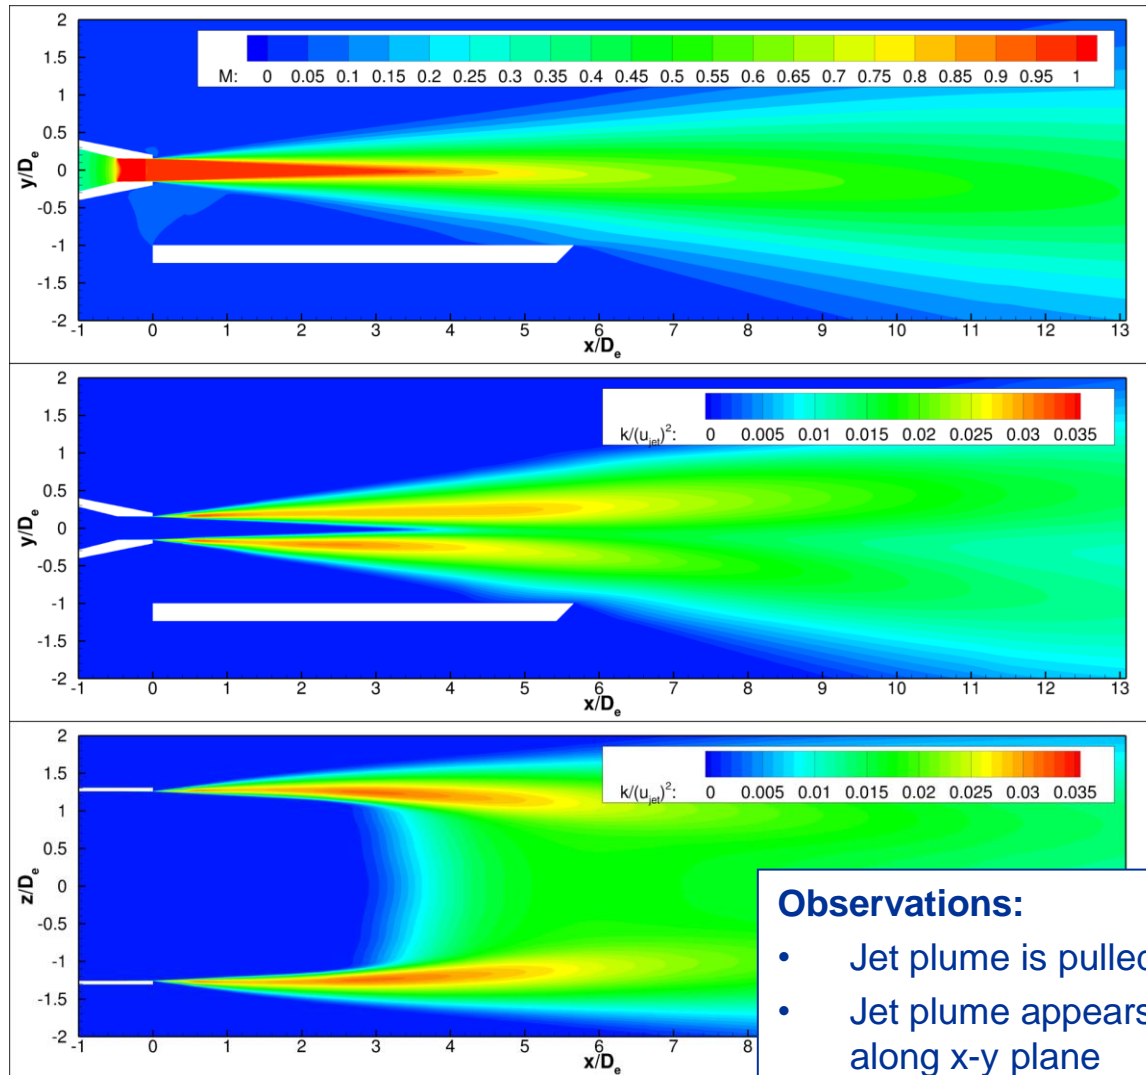 2
1.5
1
0.5
0
-0.5
-1
-1.5
-2
y/De
M: 0 0.05 0.1 0.15 0.2 0.25 0.3 0.35 0.4 0.45 0.5 0.55 0.6 0.65 0.7 0.75 0.8 0.85 0.9 0.95 1
-1 0 1 2 3 4 5 6 7 8 9 10 11 12 13
x/De
2
1.5
1
0.5
0
-0.5
-1
-1.5
-2
y/De
k/(ujet)2: 0 0.005 0.01 0.015 0.02 0.025 0.03 0.035
-1 0 1 2 3 4 5 6 7 8 9 10 11 12 13
x/De
2
1.5
1
0.5
0
-0.5
-1
-1.5
-2
z/De
k/(ujet)2: 0 0.005 0.01 0.015 0.02 0.025 0.03 0.035
-1 0 1 2 3 4 5 6 7 8
x/De
Observations:
• Jet plume is pulled
• Jet plume appears
along x-y plane